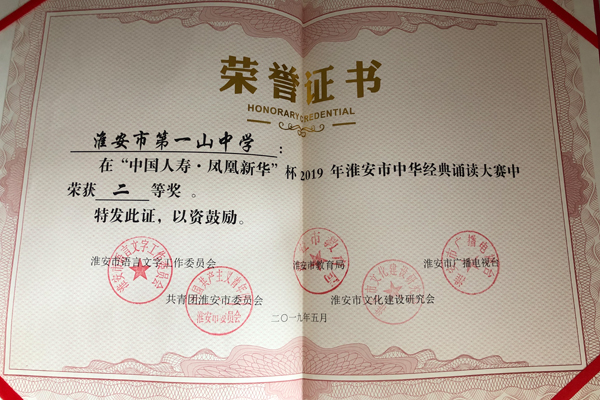 荣誉证书
HONORARY CREDENTIAL
淮安市第一山中学:
在“中国人寿·凤凰新华”杯2019年淮安市中华经典诵读大赛中
荣获二等奖。
特发此证,以资鼓励。
淮安市语言文字工作委员会 淮安市教育局 淮安市广播电视台
共青团淮安市委员会 淮安市文化建设研究会
二〇一九年五月